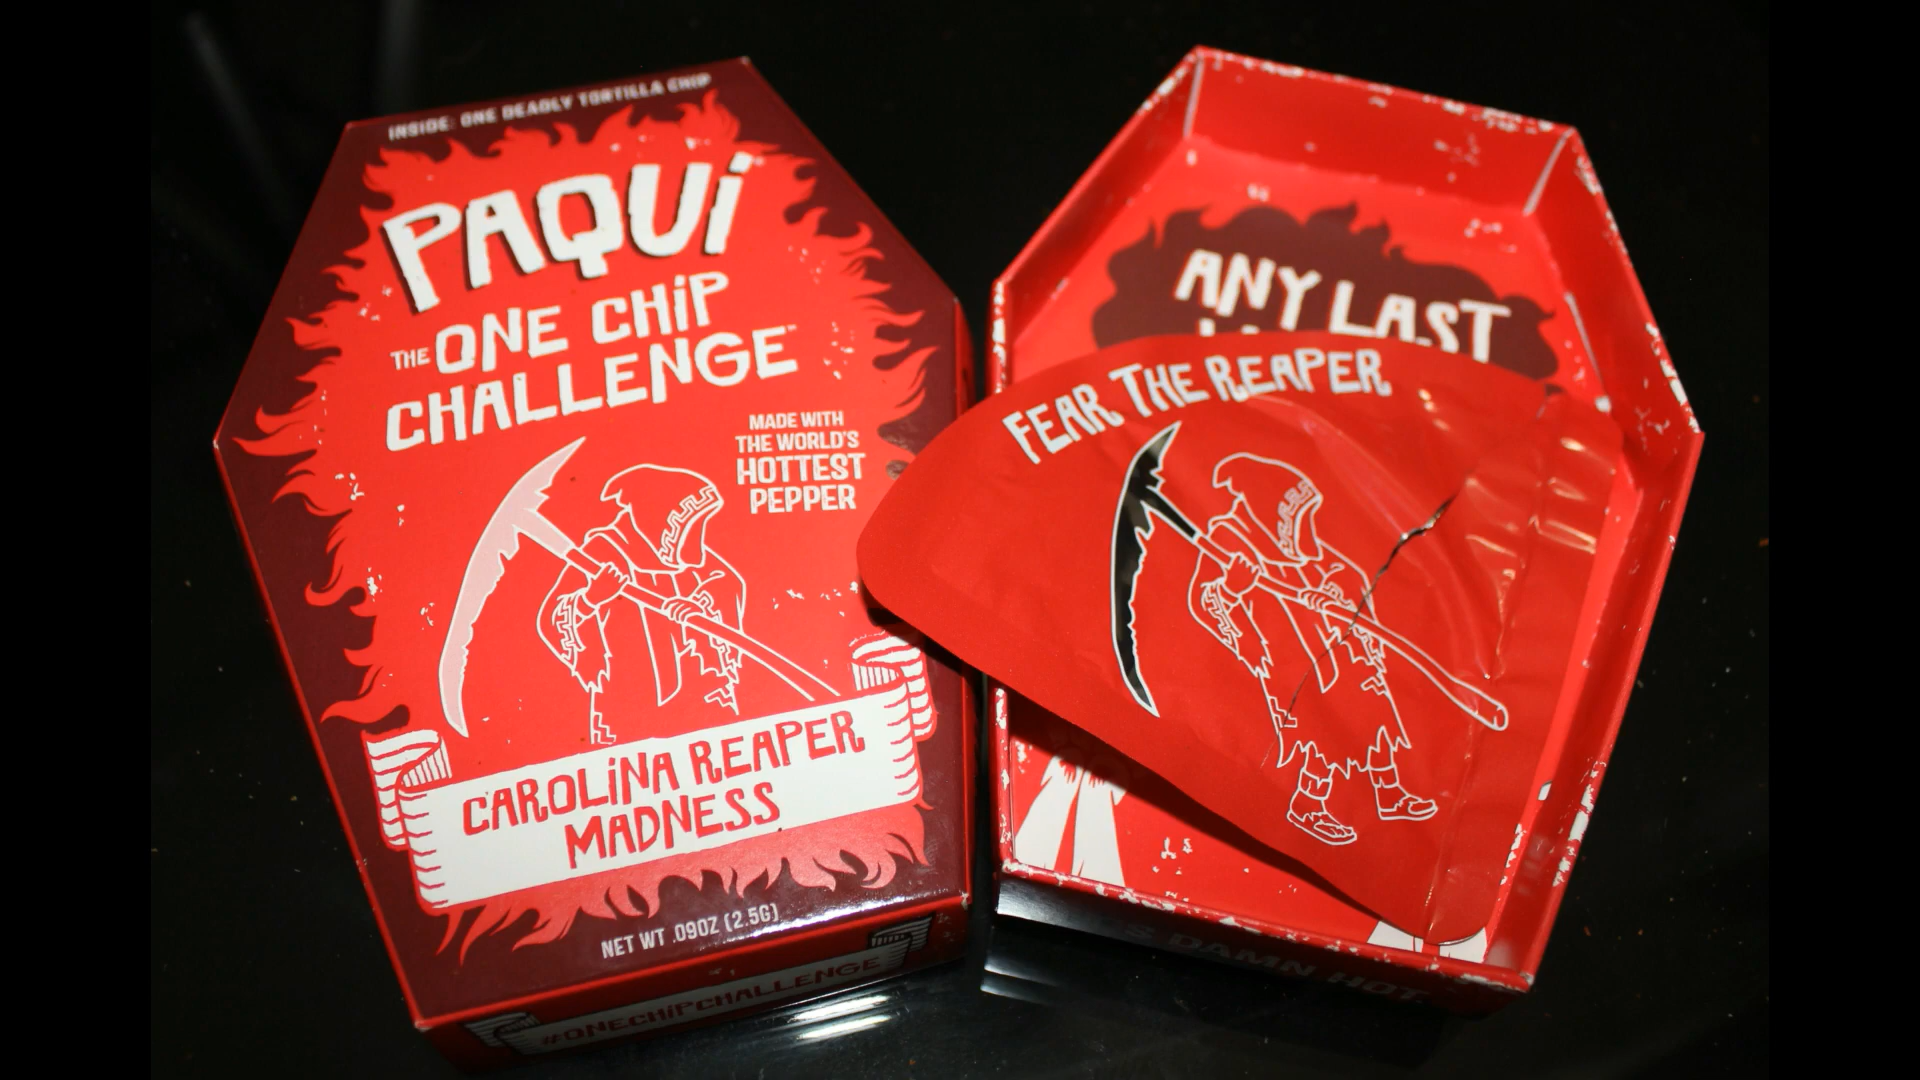 INSIDE: ONE DEADLY TORTILLA CHIP
PAQUi
THE ONE CHiP
CHALLENGE
MADE WITH
THE WORLD'S
HOTTEST
PEPPER
CAROLiNA REAPER
MADNESS
NET WT .09OZ (2.5G)
#ONECHiPCHALLENGE
ANY LAST
FEAR THE REAPER
DAMN HOT.